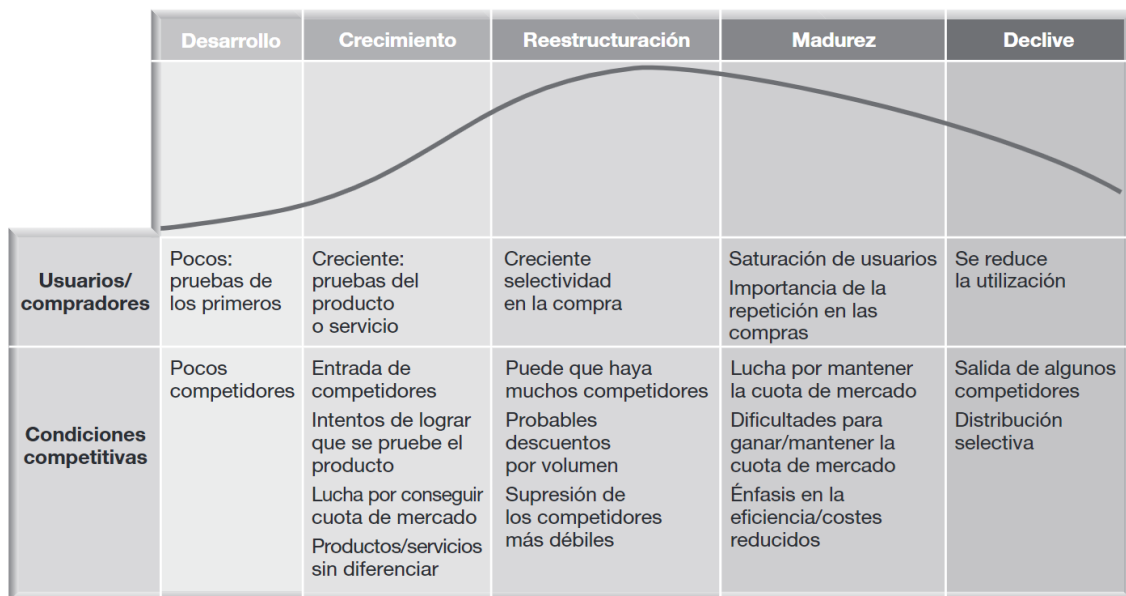 Desarrollo
Crecimiento
Reestructuración
Madurez
Declive
Usuarios/
compradores
Pocos:
pruebas de
los primeros
Creciente:
pruebas del
producto
o servicio
Creciente
selectividad
en la compra
Saturación de usuarios
Importancia de la
repetición en las
compras
Se reduce
la utilización
Condiciones
competitivas
Pocos
competidores
Entrada de
competidores
Intentos de lograr
que se pruebe el
producto
Lucha por conseguir
cuota de mercado
Productos/servicios
sin diferenciar
Puede que haya
muchos competidores
Probables
descuentos
por volumen
Supresión de
los competidores
más débiles
Lucha por mantener
la cuota de mercado
Dificultades para
ganar/mantener la
cuota de mercado
Énfasis en la
eficiencia/costes
reducidos
Salida de algunos
competidores
Distribución
selectiva